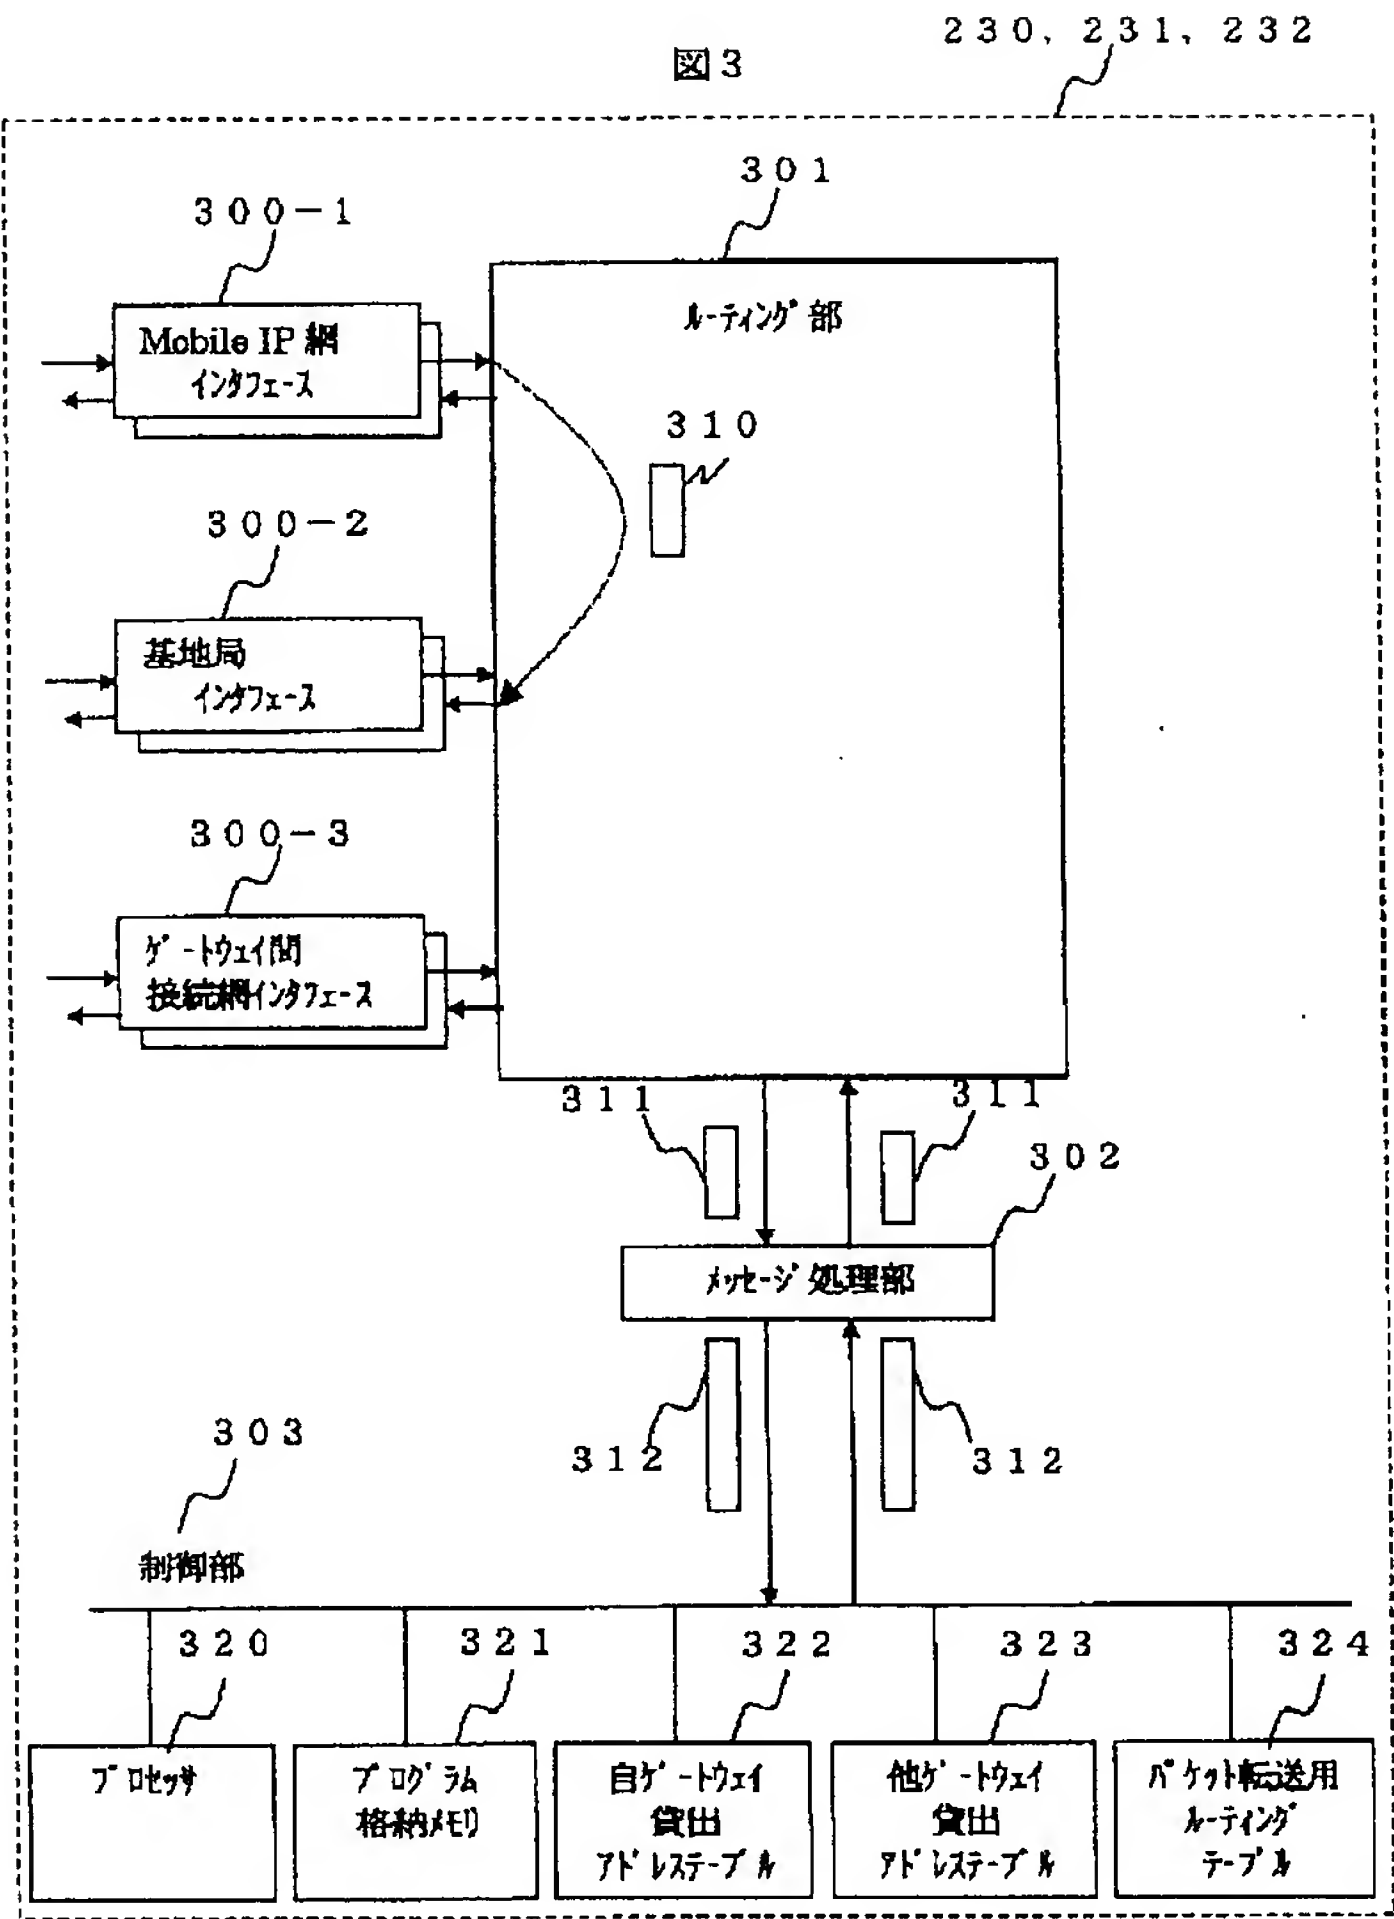 図3
230, 231, 232
301
300-1
ルーティング部
Mobile IP 網
インタフェース
310
300-2
基地局
インタフェース
300-3
ゲートウェイ間
接続網インタフェース
311
311
302
メッセージ処理部
312
312
303
制御部
320
321
322
323
324
プロセッサ
プログラム
格納メモリ
自ゲートウェイ
貸出
アドレステーブル
他ゲートウェイ
貸出
アドレステーブル
パケット転送用
ルーティング
テーブル